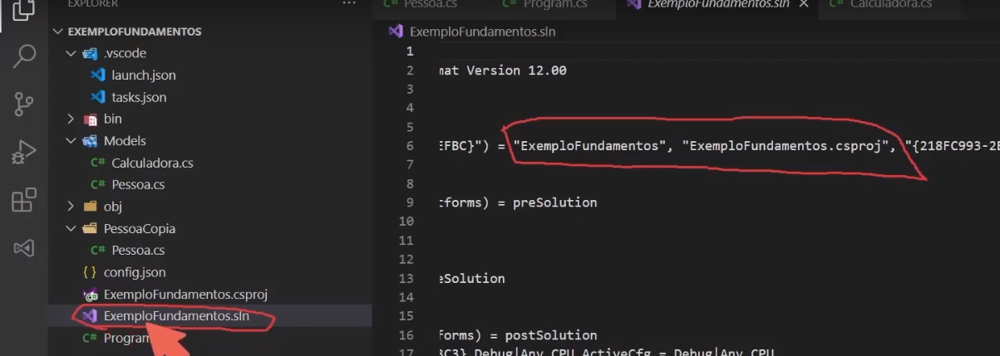 EXPLORER
...
EXEMPLOFUNDAMENTOS
.vscode
launch.json
tasks.json
bin
Models
C# Calculadora.cs
C# Pessoa.cs
obj
PessoaCopia
C# Pessoa.cs
{ } config.json
ExemploFundamentos.csproj
ExemploFundamentos.sln
C# Program
C# Pessoa.cs
C# Program.cs
ExemploFundamentos.sln
C# Calculadora.cs
ExemploFundamentos.sln
1
2 mat Version 12.00
3
4
5
6 EFBC}") = "ExemploFundamentos", "ExemploFundamentos.csproj", "{218FC993-2
7
8
9 forms) = preSolution
10
11
12
13 eSolution
14
15
16 forms) = postSolution
17 3C3}.Debug|Any CPU.ActiveCfg = Debug|Any CPU